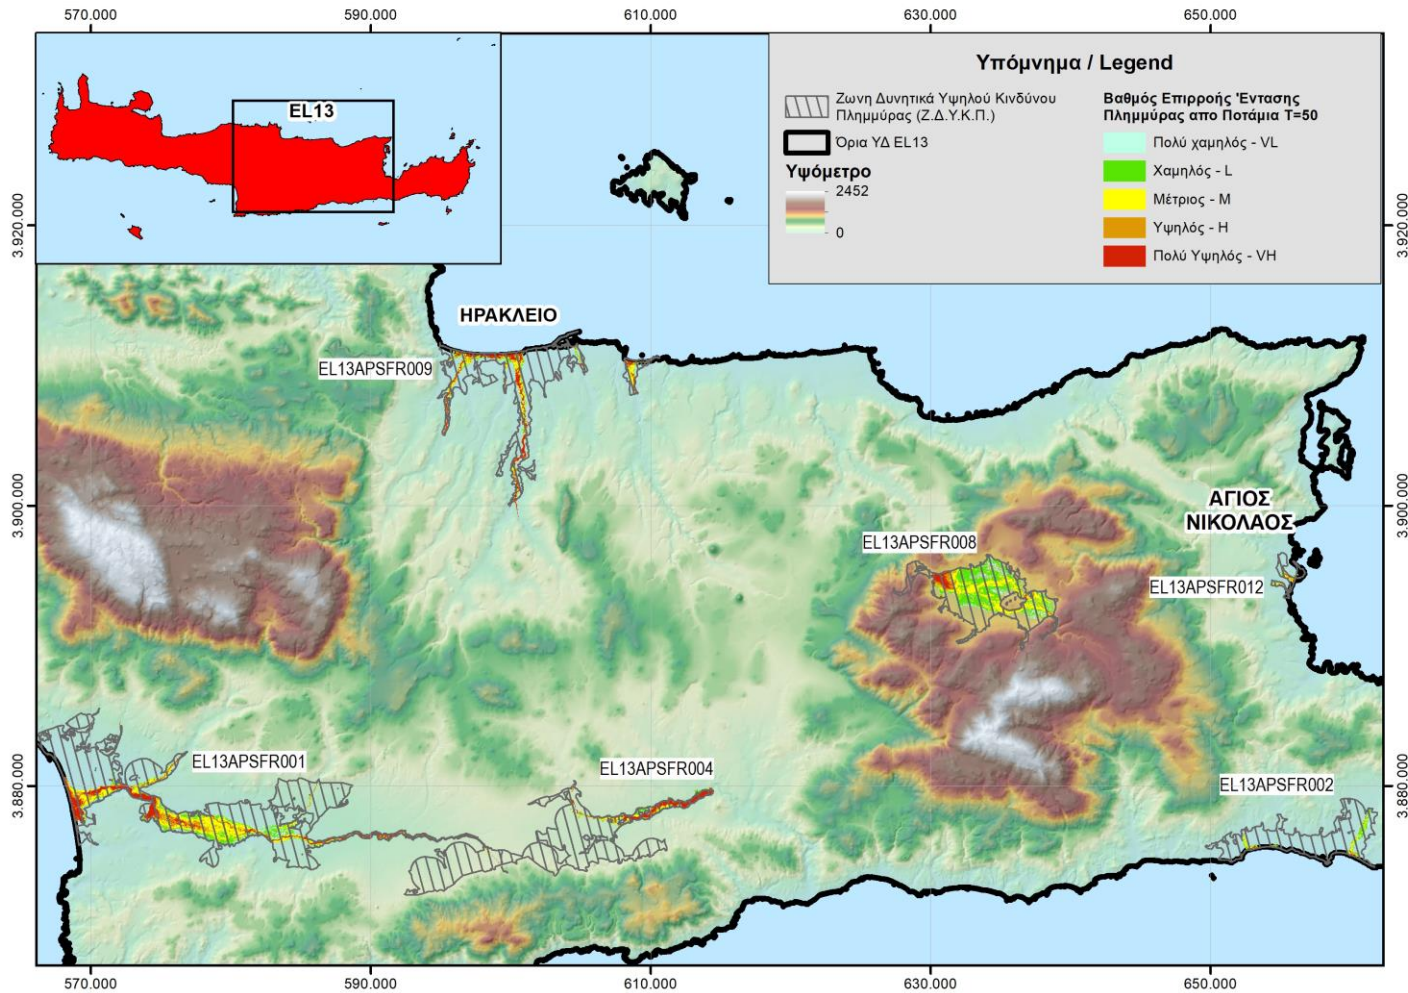 570.000
590.000
610.000
630.000
650.000
EL13
Υπόμνημα / Legend
Ζωνη Δυνητικά Υψηλού Κινδύνου
Πλημμύρας (Ζ.Δ.Υ.Κ.Π.)
Όρια ΥΔ EL13
Υψόμετρο
2452
0
Βαθμός Επιρροής Έντασης
Πλημμύρας απο Ποτάμια T=50
Πολύ χαμηλός - VL
Χαμηλός - L
Μέτριος - M
Υψηλός - H
Πολύ Υψηλός - VH
3.920.000
3.920.000
ΗΡΑΚΛΕΙΟ
EL13APSFR009
3.900.000
3.900.000
ΑΓΙΟΣ
ΝΙΚΟΛΑΟΣ
EL13APSFR008
EL13APSFR012
EL13APSFR001
EL13APSFR004
EL13APSFR002
3.880.000
3.880.000
570.000
590.000
610.000
630.000
650.000